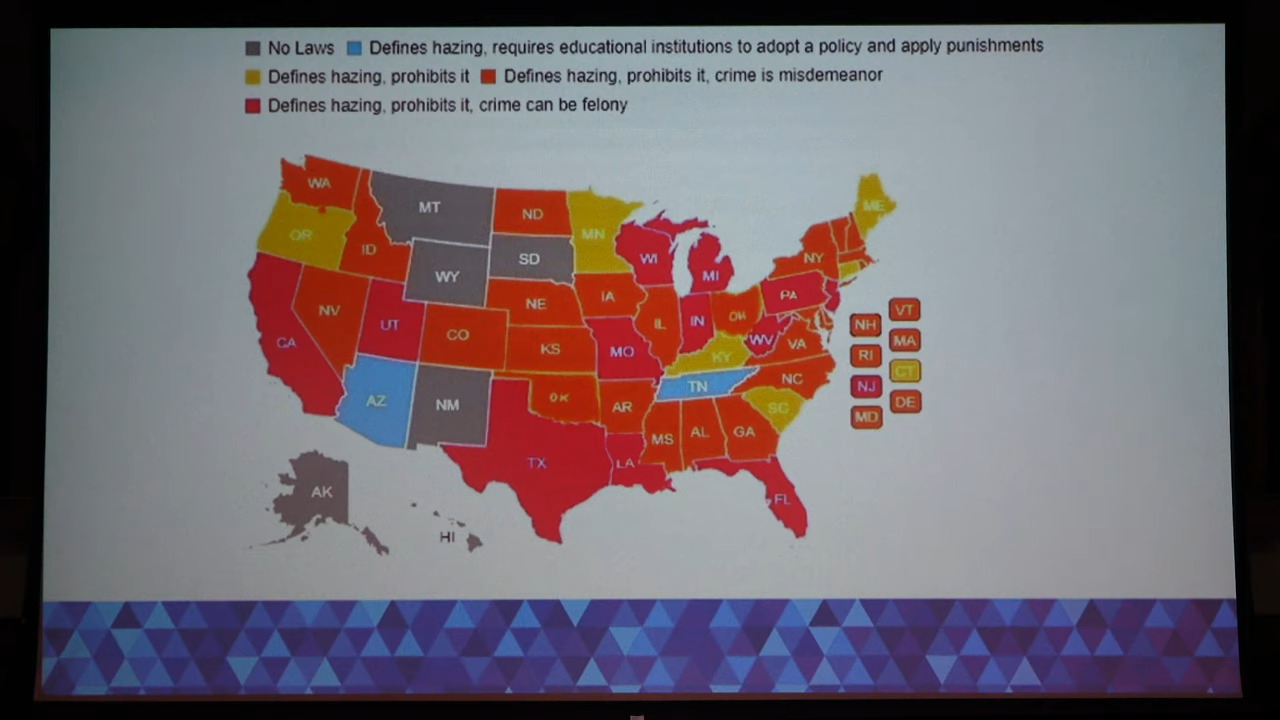 No Laws Defines hazing, requires educational institutions to adopt a policy and apply punishments
Defines hazing, prohibits it Defines hazing, prohibits it, crime is misdemeanor
Defines hazing, prohibits it, crime can be felony
WA
MT
ND
MN
ME
OR
ID
SD
WI
MI
NY
WY
NV
UT
CO
NE
IA
IL
IN
OH
PA
WV
VA
CA
KS
MO
KY
AZ
NM
OK
AR
TN
NC
SC
MS
AL
GA
TX
LA
FL
AK
HI
VT
NH
MA
RI
CT
NJ
DE
MD